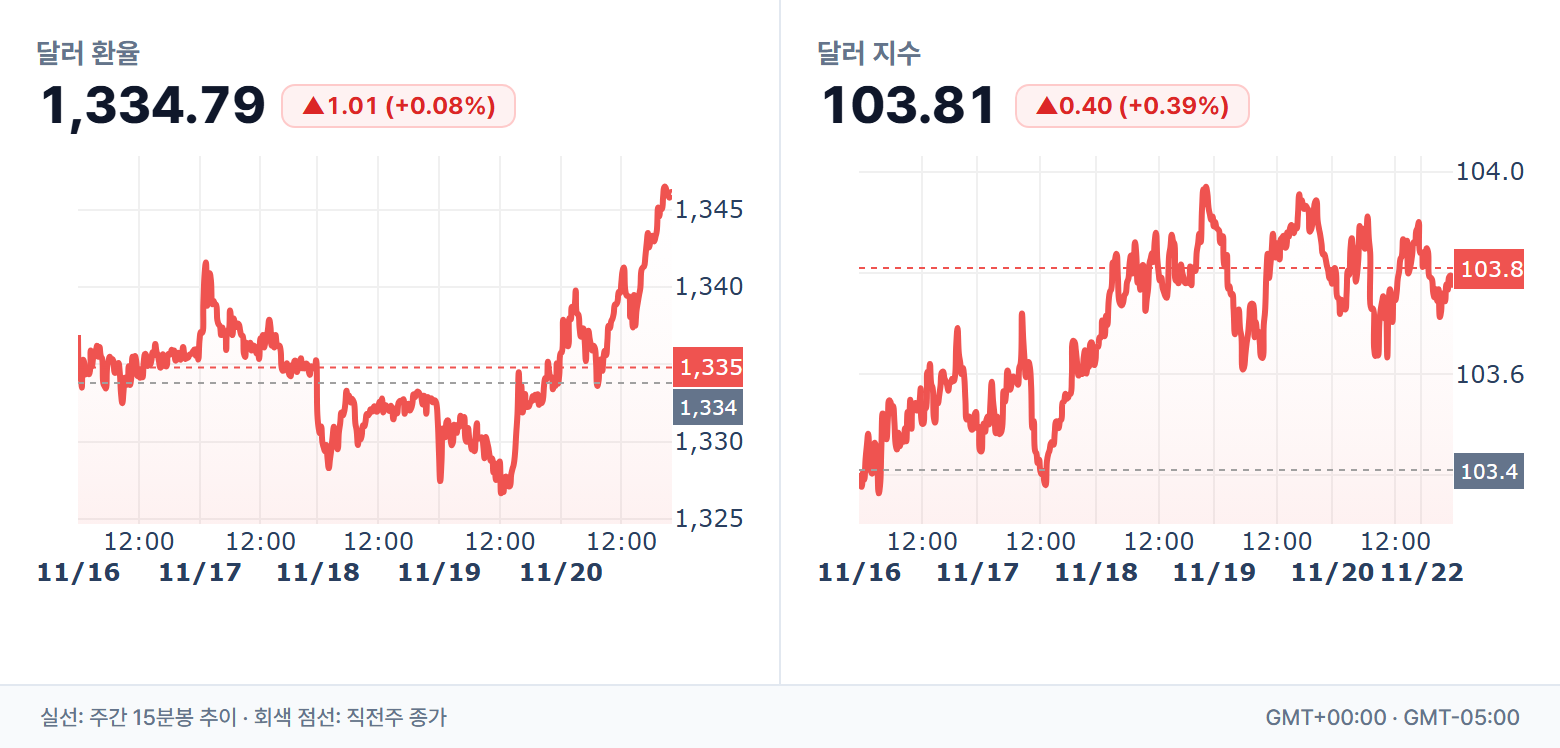 달러 환율
1,334.79 ▲1.01 (+0.08%)
1,345
1,340
1,335
1,334
1,330
1,325
12:00 12:00 12:00 12:00 12:00
11/16 11/17 11/18 11/19 11/20
달러 지수
103.81 ▲0.40 (+0.39%)
104.0
103.8
103.6
103.4
12:00 12:00 12:00 12:00 12:00
11/16 11/17 11/18 11/19 11/20 11/22
실선: 주간 15분봉 추이 · 회색 점선: 직전주 종가
GMT+00:00 · GMT-05:00